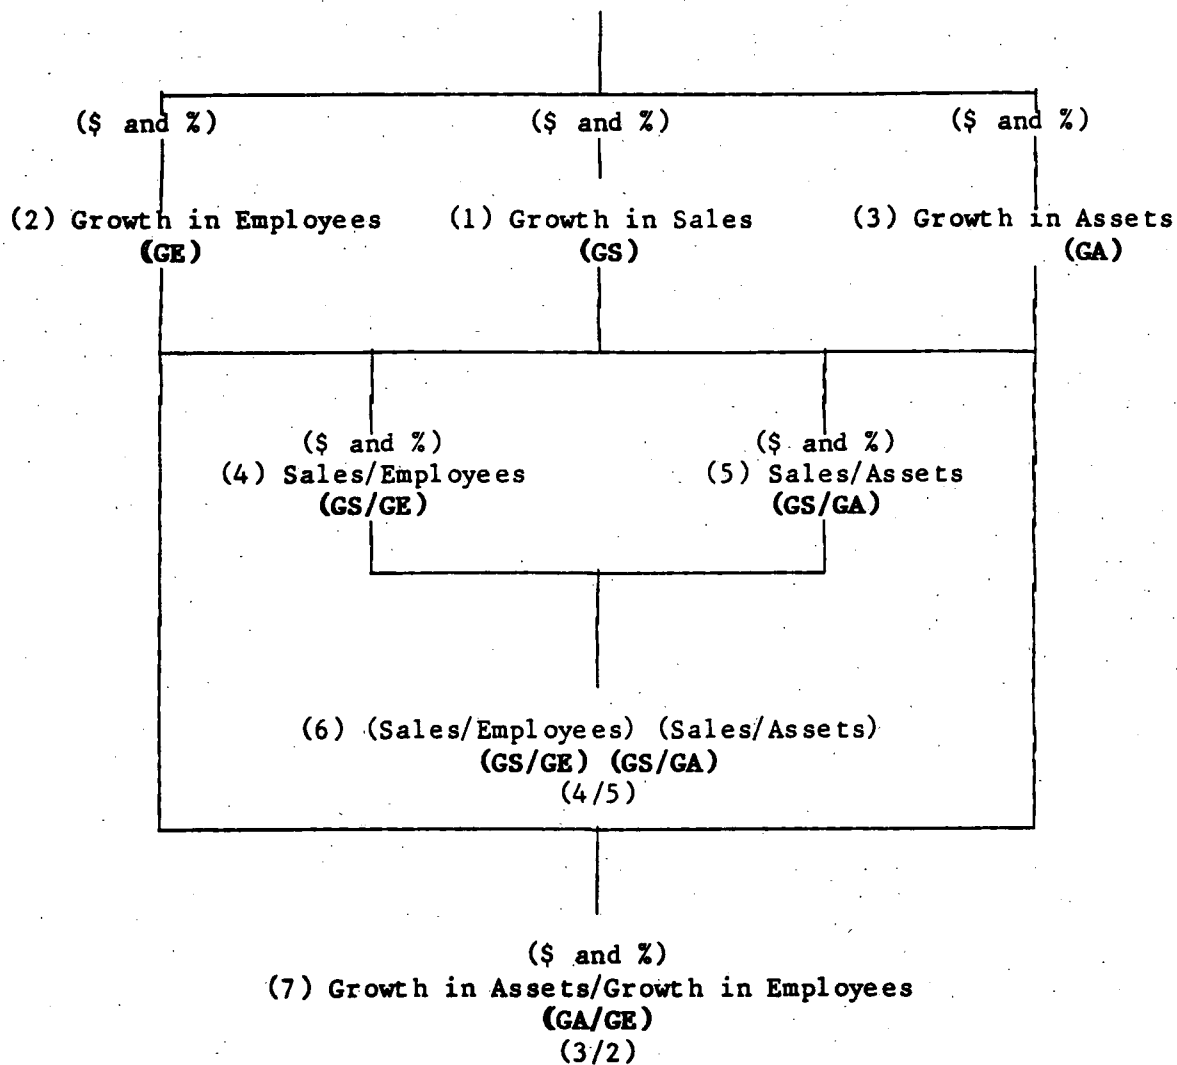 ($ and %) ($ and %) ($ and %)
(2) Growth in Employees (1) Growth in Sales (3) Growth in Assets
(GE) (GS) (GA)
($ and %) ($ and %)
(4) Sales/Employees (5) Sales/Assets
(GS/GE) (GS/GA)
(6) (Sales/Employees) (Sales/Assets)
(GS/GE) (GS/GA)
(4/5)
($ and %)
(7) Growth in Assets/Growth in Employees
(GA/GE)
(3/2)